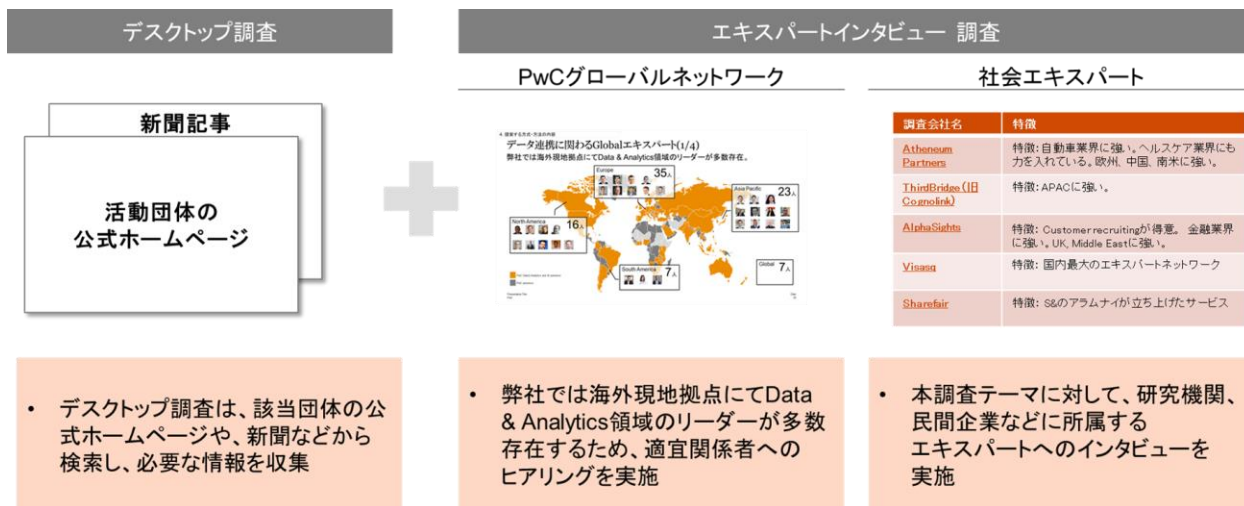 デスクトップ調査
エキスパートインタビュー 調査
新聞記事
活動団体の
公式ホームページ
PwCグローバルネットワーク
データ連携に関わるGlobalエキスパート(1/4)
弊社では海外現地拠点にてData & Analytics領域のリーダーが多数存在。
Europe
35人
Asia Pacific
23人
North America
16人
South America
7人
Global
7人
社会エキスパート
調査会社名
特徴
Atheneum
Partners
特徴:自動車業界に強い。ヘルスケア業界にも
力を入れている。欧州、中国、南米に強い。
ThirdBridge(旧
Cognolink)
特徴:APACに強い。
AlphaSights
特徴:Customer recruitingが得意。 金融業界
に強い。UK, Middle Eastに強い。
Visasq
特徴:国内最大のエキスパートネットワーク
Sharefair
特徴:S&のアラムナイが立ち上げたサービス
• デスクトップ調査は、該当団体の公
式ホームページや、新聞などから
検索し、必要な情報を収集
• 弊社では海外現地拠点にてData
& Analytics領域のリーダーが多数
存在するため、適宜関係者への
ヒアリングを実施
• 本調査テーマに対して、研究機関、
民間企業などに所属する
エキスパートへのインタビューを
実施